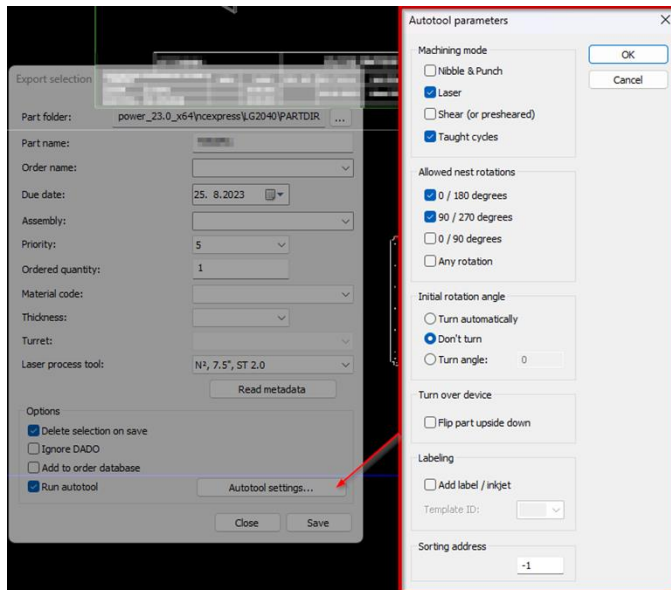 Export selection
Part folder: power_23.0_x64\ncexpress\LG2040\PARTDIR ...
Part name:
Order name:
Due date: 25. 8.2023
Assembly:
Priority: 5
Ordered quantity: 1
Material code:
Thickness:
Turret:
Laser process tool: N², 7.5", ST 2.0
Read metadata
Options
Delete selection on save
Ignore DADO
Add to order database
Run autotool Autotool settings...
Close Save
Autotool parameters
Machining mode
Nibble & Punch
Laser
Shear (or presheared)
Taught cycles
OK
Cancel
Allowed nest rotations
0 / 180 degrees
90 / 270 degrees
0 / 90 degrees
Any rotation
Initial rotation angle
Turn automatically
Don't turn
Turn angle: 0
Turn over device
Flip part upside down
Labeling
Add label / inkjet
Template ID:
Sorting address
-1